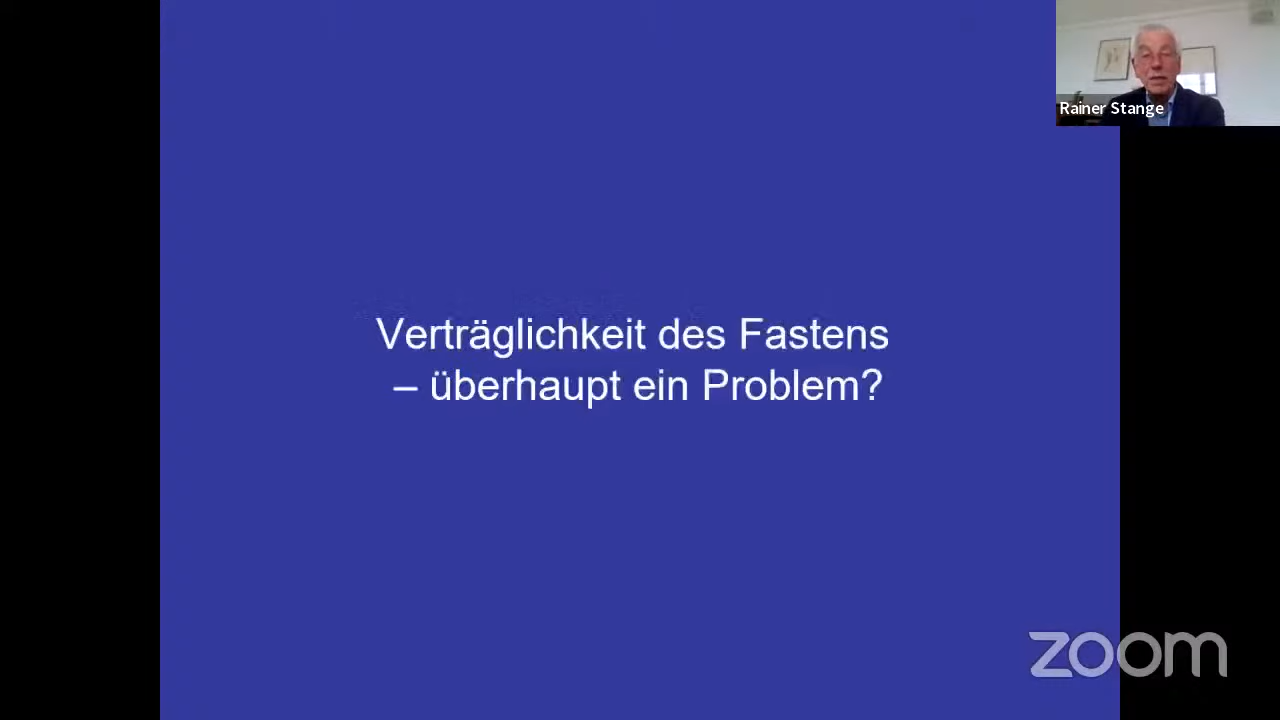 Rainer Stange
Verträglichkeit des Fastens
– überhaupt ein Problem?
zoom